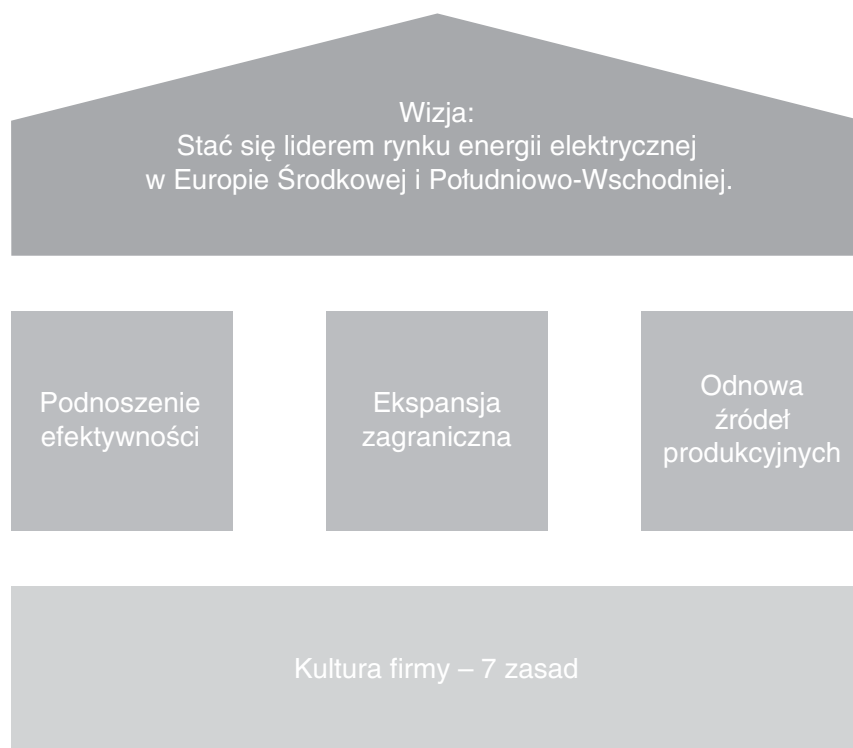 Wizja:
Stać się liderem rynku energii elektrycznej
w Europie Środkowej i Południowo-Wschodniej.
Podnoszenie
efektywności
Ekspansja
zagraniczna
Odnowa
źródeł
produkcyjnych
Kultura firmy – 7 zasad